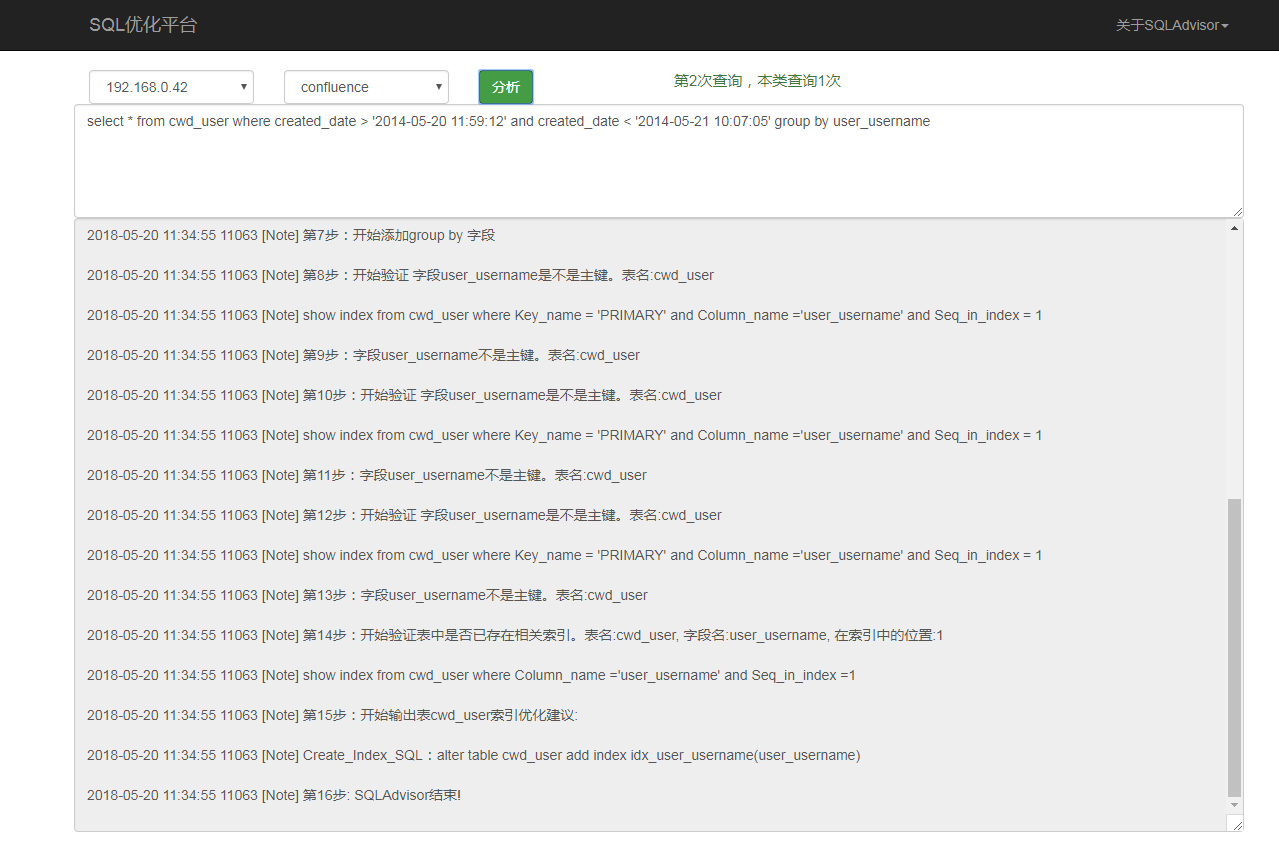 SQL优化平台 关于SQLAdvisor
192.168.0.42 confluence 分析 第2次查询，本类查询1次
select * from cwd_user where created_date > '2014-05-20 11:59:12' and created_date < '2014-05-21 10:07:05' group by user_username
2018-05-20 11:34:55 11063 [Note] 第7步：开始添加group by 字段
2018-05-20 11:34:55 11063 [Note] 第8步：开始验证 字段user_username是不是主键。表名:cwd_user
2018-05-20 11:34:55 11063 [Note] show index from cwd_user where Key_name = 'PRIMARY' and Column_name ='user_username' and Seq_in_index = 1
2018-05-20 11:34:55 11063 [Note] 第9步：字段user_username不是主键。表名:cwd_user
2018-05-20 11:34:55 11063 [Note] 第10步：开始验证 字段user_username是不是主键。表名:cwd_user
2018-05-20 11:34:55 11063 [Note] show index from cwd_user where Key_name = 'PRIMARY' and Column_name ='user_username' and Seq_in_index = 1
2018-05-20 11:34:55 11063 [Note] 第11步：字段user_username不是主键。表名:cwd_user
2018-05-20 11:34:55 11063 [Note] 第12步：开始验证 字段user_username是不是主键。表名:cwd_user
2018-05-20 11:34:55 11063 [Note] show index from cwd_user where Key_name = 'PRIMARY' and Column_name ='user_username' and Seq_in_index = 1
2018-05-20 11:34:55 11063 [Note] 第13步：字段user_username不是主键。表名:cwd_user
2018-05-20 11:34:55 11063 [Note] 第14步：开始验证表中是否已存在相关索引。表名:cwd_user, 字段名:user_username, 在索引中的位置:1
2018-05-20 11:34:55 11063 [Note] show index from cwd_user where Column_name ='user_username' and Seq_in_index =1
2018-05-20 11:34:55 11063 [Note] 第15步：开始输出表cwd_user索引优化建议:
2018-05-20 11:34:55 11063 [Note] Create_Index_SQL：alter table cwd_user add index idx_user_username(user_username)
2018-05-20 11:34:55 11063 [Note] 第16步: SQLAdvisor结束!